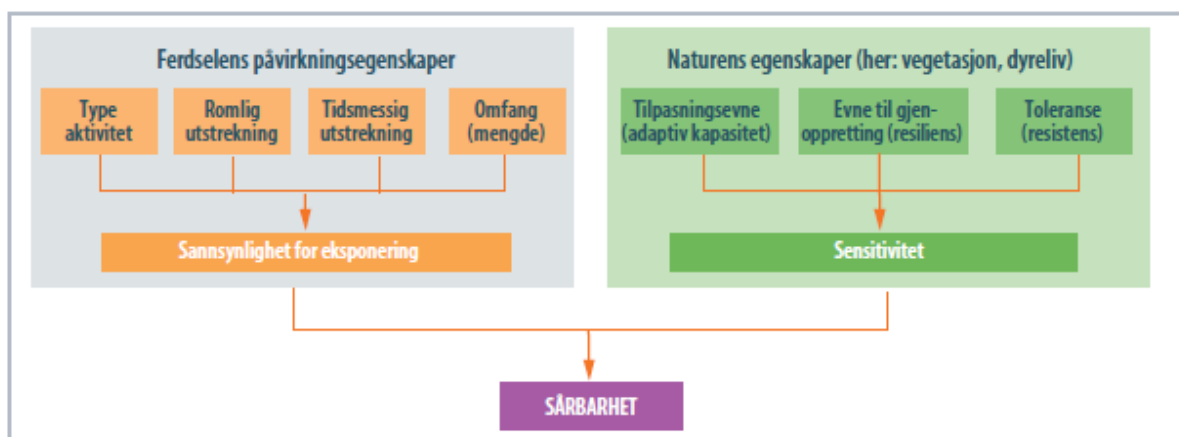 Ferdselens påvirkningsegenskaper
Type
aktivitet
Romlig
utstrekning
Tidsmessig
utstrekning
Omfang
(mengde)
Sannsynlighet for eksponering
Naturens egenskaper (her: vegetasjon, dyreliv)
Tilpasningsevne
(adaptiv kapasitet)
Evne til gjen-
oppretting (resiliens)
Toleranse
(resistens)
Sensitivitet
SÅRBARHET